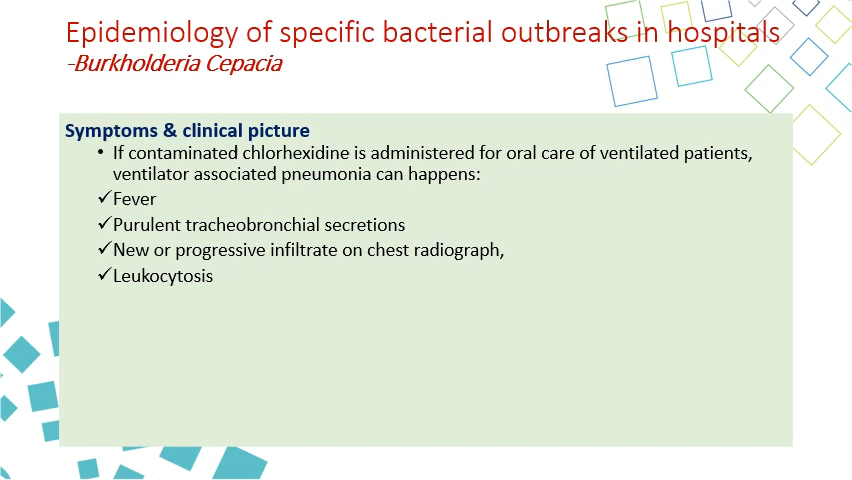 Epidemiology of specific bacterial outbreaks in hospitals
-Burkholderia Cepacia
Symptoms & clinical picture
• If contaminated chlorhexidine is administered for oral care of ventilated patients,
ventilator associated pneumonia can happens:
✓Fever
✓Purulent tracheobronchial secretions
✓New or progressive infiltrate on chest radiograph,
✓Leukocytosis